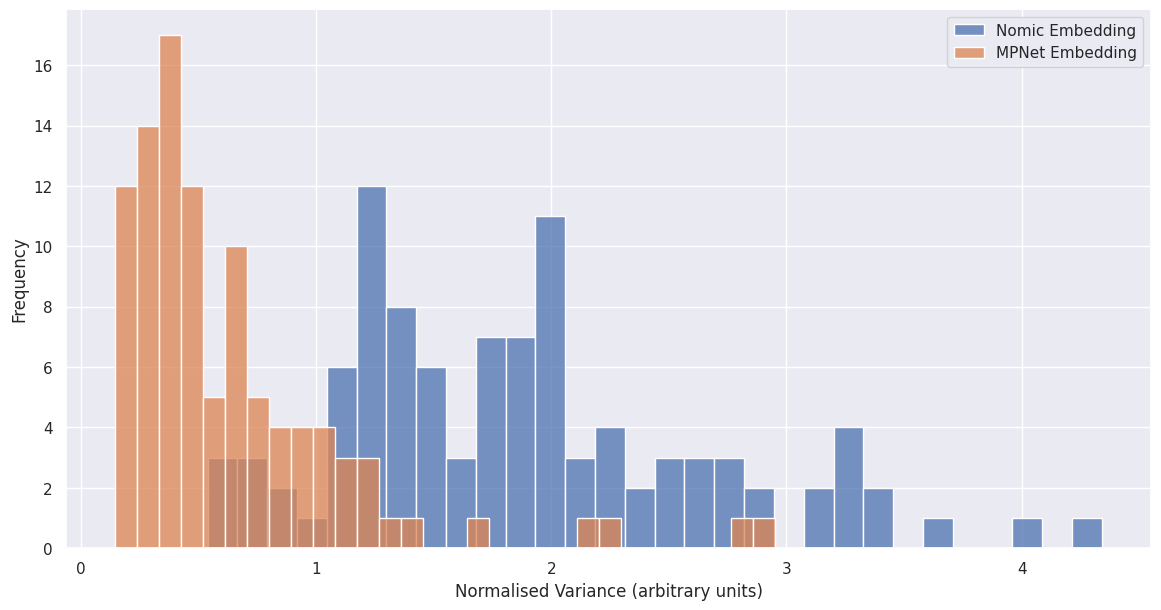 Nomic Embedding
MPNet Embedding
Frequency
16
14
12
10
8
6
4
2
0
0 1 2 3 4
Normalised Variance (arbitrary units)